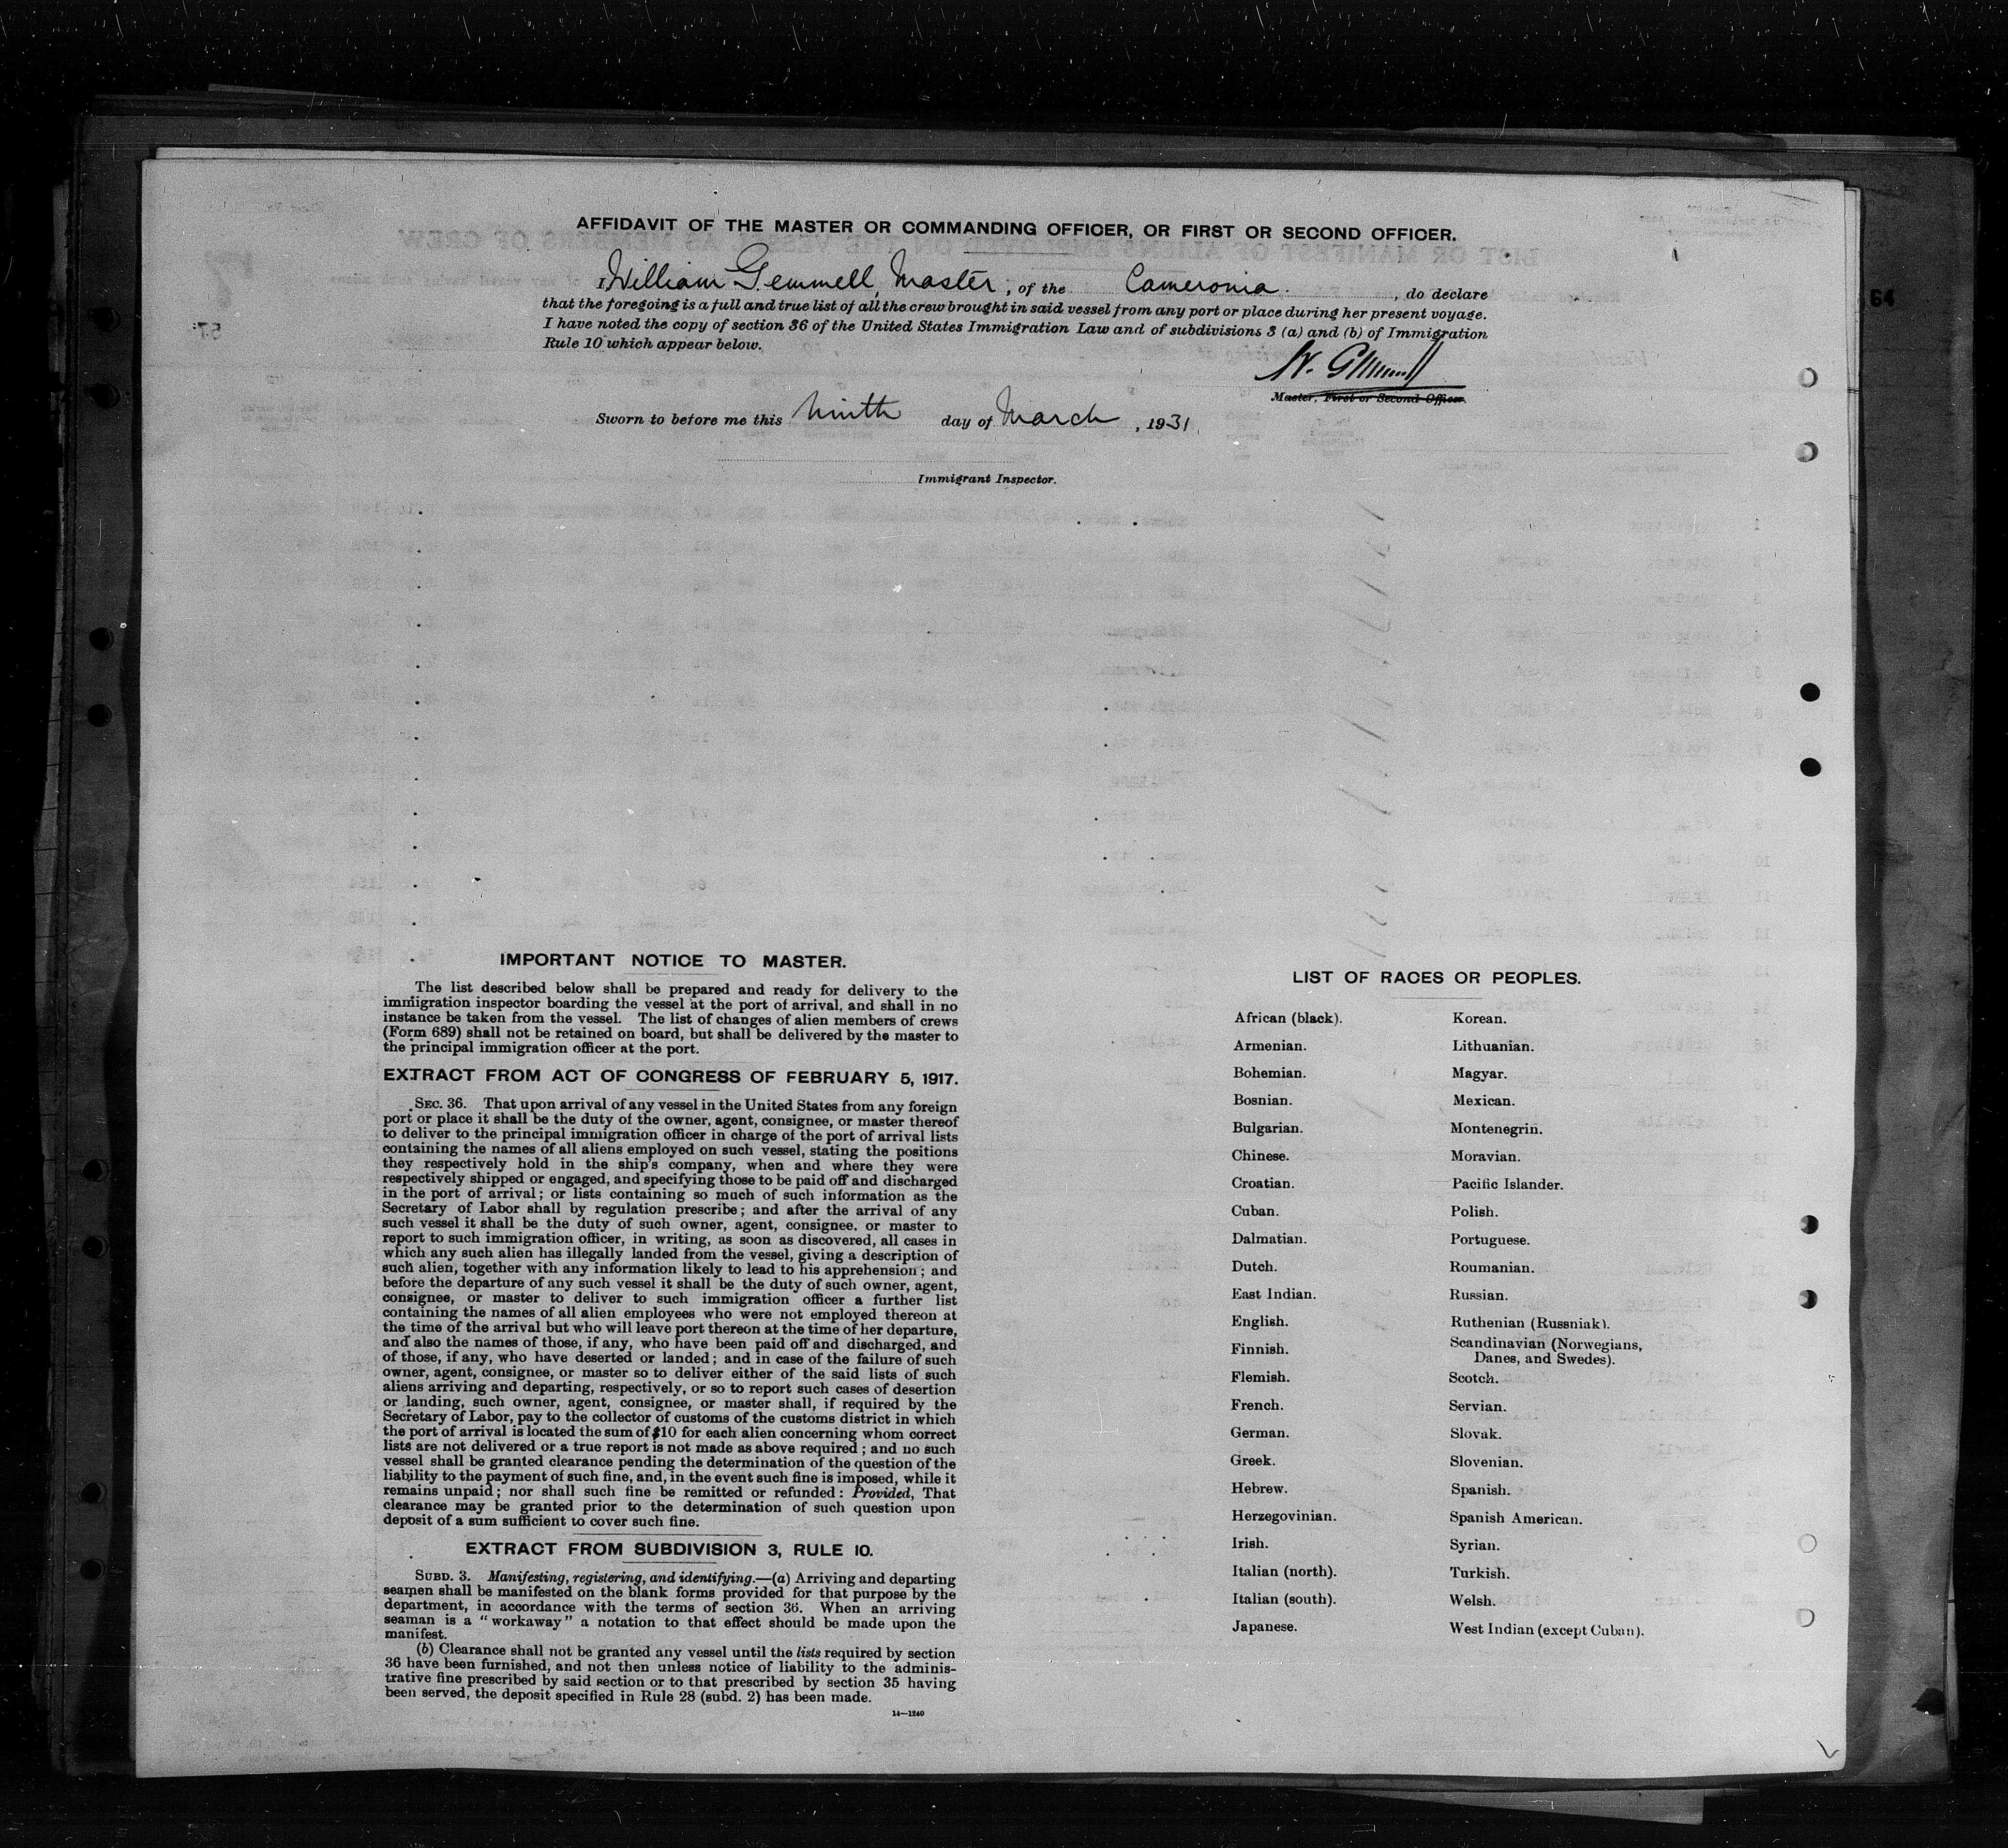 AFFIDAVIT OF THE MASTER OR COMMANDING OFFICER, OR FIRST OR SECOND OFFICER.
I William Gemmell, Master, of the Cameronia. , do declare
that the foregoing is a full and true list of all the crew brought in said vessel from any port or place during her present voyage.
I have noted the copy of section 36 of the United States Immigration Law and of subdivisions 3 (a) and (b) of Immigration
Rule 10 which appear below.
W. Gemmell
Master, First or Second Officer.
Sworn to before me this Ninth day of March , 1931
Immigrant Inspector.
64
IMPORTANT NOTICE TO MASTER.
The list described below shall be prepared and ready for delivery to the
immigration inspector boarding the vessel at the port of arrival, and shall in no
instance be taken from the vessel. The list of changes of alien members of crews
(Form 689) shall not be retained on board, but shall be delivered by the master to
the principal immigration officer at the port.
EXTRACT FROM ACT OF CONGRESS OF FEBRUARY 5, 1917.
SEC. 36. That upon arrival of any vessel in the United States from any foreign
port or place it shall be the duty of the owner, agent, consignee, or master thereof
to deliver to the principal immigration officer in charge of the port of arrival lists
containing the names of all aliens employed on such vessel, stating the positions
they respectively hold in the ship's company, when and where they were
respectively shipped or engaged, and specifying those to be paid off and discharged
in the port of arrival; or lists containing so much of such information as the
Secretary of Labor shall by regulation prescribe; and after the arrival of any
such vessel it shall be the duty of such owner, agent, consignee, or master to
report to such immigration officer, in writing, as soon as discovered, all cases in
which any such alien has illegally landed from the vessel, giving a description of
such alien, together with any information likely to lead to his apprehension; and
before the departure of any such vessel it shall be the duty of such owner, agent,
consignee, or master to deliver to such immigration officer a further list
containing the names of all alien employees who were not employed thereon at
the time of the arrival but who will leave port thereon at the time of her departure,
and also the names of those, if any, who have been paid off and discharged, and
of those, if any, who have deserted or landed; and in case of the failure of such
owner, agent, consignee, or master so to deliver either of the said lists of such
aliens arriving and departing, respectively, or so to report such cases of desertion
or landing, such owner, agent, consignee, or master shall, if required by the
Secretary of Labor, pay to the collector of customs of the customs district in which
the port of arrival is located the sum of $10 for each alien concerning whom correct
lists are not delivered or a true report is not made as above required; and no such
vessel shall be granted clearance pending the determination of the question of the
liability to the payment of such fine, and, in the event such fine is imposed, while it
remains unpaid; nor shall such fine be remitted or refunded: Provided, That
clearance may be granted prior to the determination of such question upon
deposit of a sum sufficient to cover such fine.
EXTRACT FROM SUBDIVISION 3, RULE 10.
SUBD. 3. Manifesting, registering, and identifying.—(a) Arriving and departing
seamen shall be manifested on the blank forms provided for that purpose by the
department, in accordance with the terms of section 36. When an arriving
seaman is a "workaway" a notation to that effect should be made upon the
manifest.
(b) Clearance shall not be granted any vessel until the lists required by section
36 have been furnished, and not then unless notice of liability to the adminis-
trative fine prescribed by said section or to that prescribed by section 35 having
been served, the deposit specified in Rule 28 (subd. 2) has been made.
14—1240
LIST OF RACES OR PEOPLES.
African (black).
Armenian.
Bohemian.
Bosnian.
Bulgarian.
Chinese.
Croatian.
Cuban.
Dalmatian.
Dutch.
East Indian.
English.
Finnish.
Flemish.
French.
German.
Greek.
Hebrew.
Herzegovinian.
Irish.
Italian (north).
Italian (south).
Japanese.
Korean.
Lithuanian.
Magyar.
Mexican.
Montenegrin.
Moravian.
Pacific Islander.
Polish.
Portuguese.
Roumanian.
Russian.
Ruthenian (Russniak).
Scandinavian (Norwegians,
Danes, and Swedes).
Scotch.
Servian.
Slovak.
Slovenian.
Spanish.
Spanish American.
Syrian.
Turkish.
Welsh.
West Indian (except Cuban).